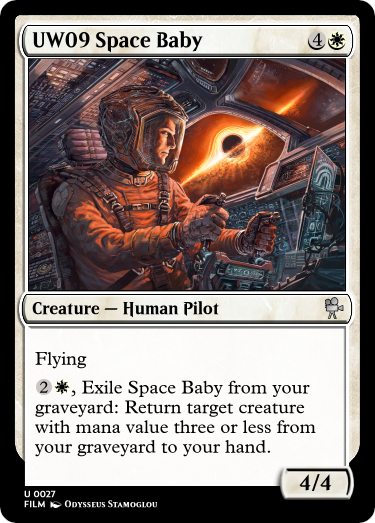 UW09 Space Baby 4
Creature — Human Pilot
Flying
2, Exile Space Baby from your
graveyard: Return target creature
with mana value three or less from
your graveyard to your hand.
4/4
U 0027
FILM Odysseus Stamoglou